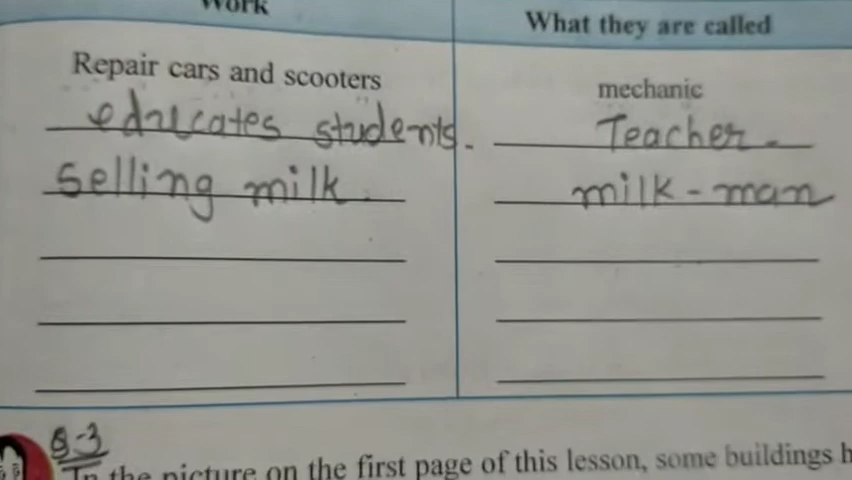 Work What they are called
Repair cars and scooters mechanic
educates students. Teacher.
selling milk. milk-man
Q-3
In the picture on the first page of this lesson, some buildings